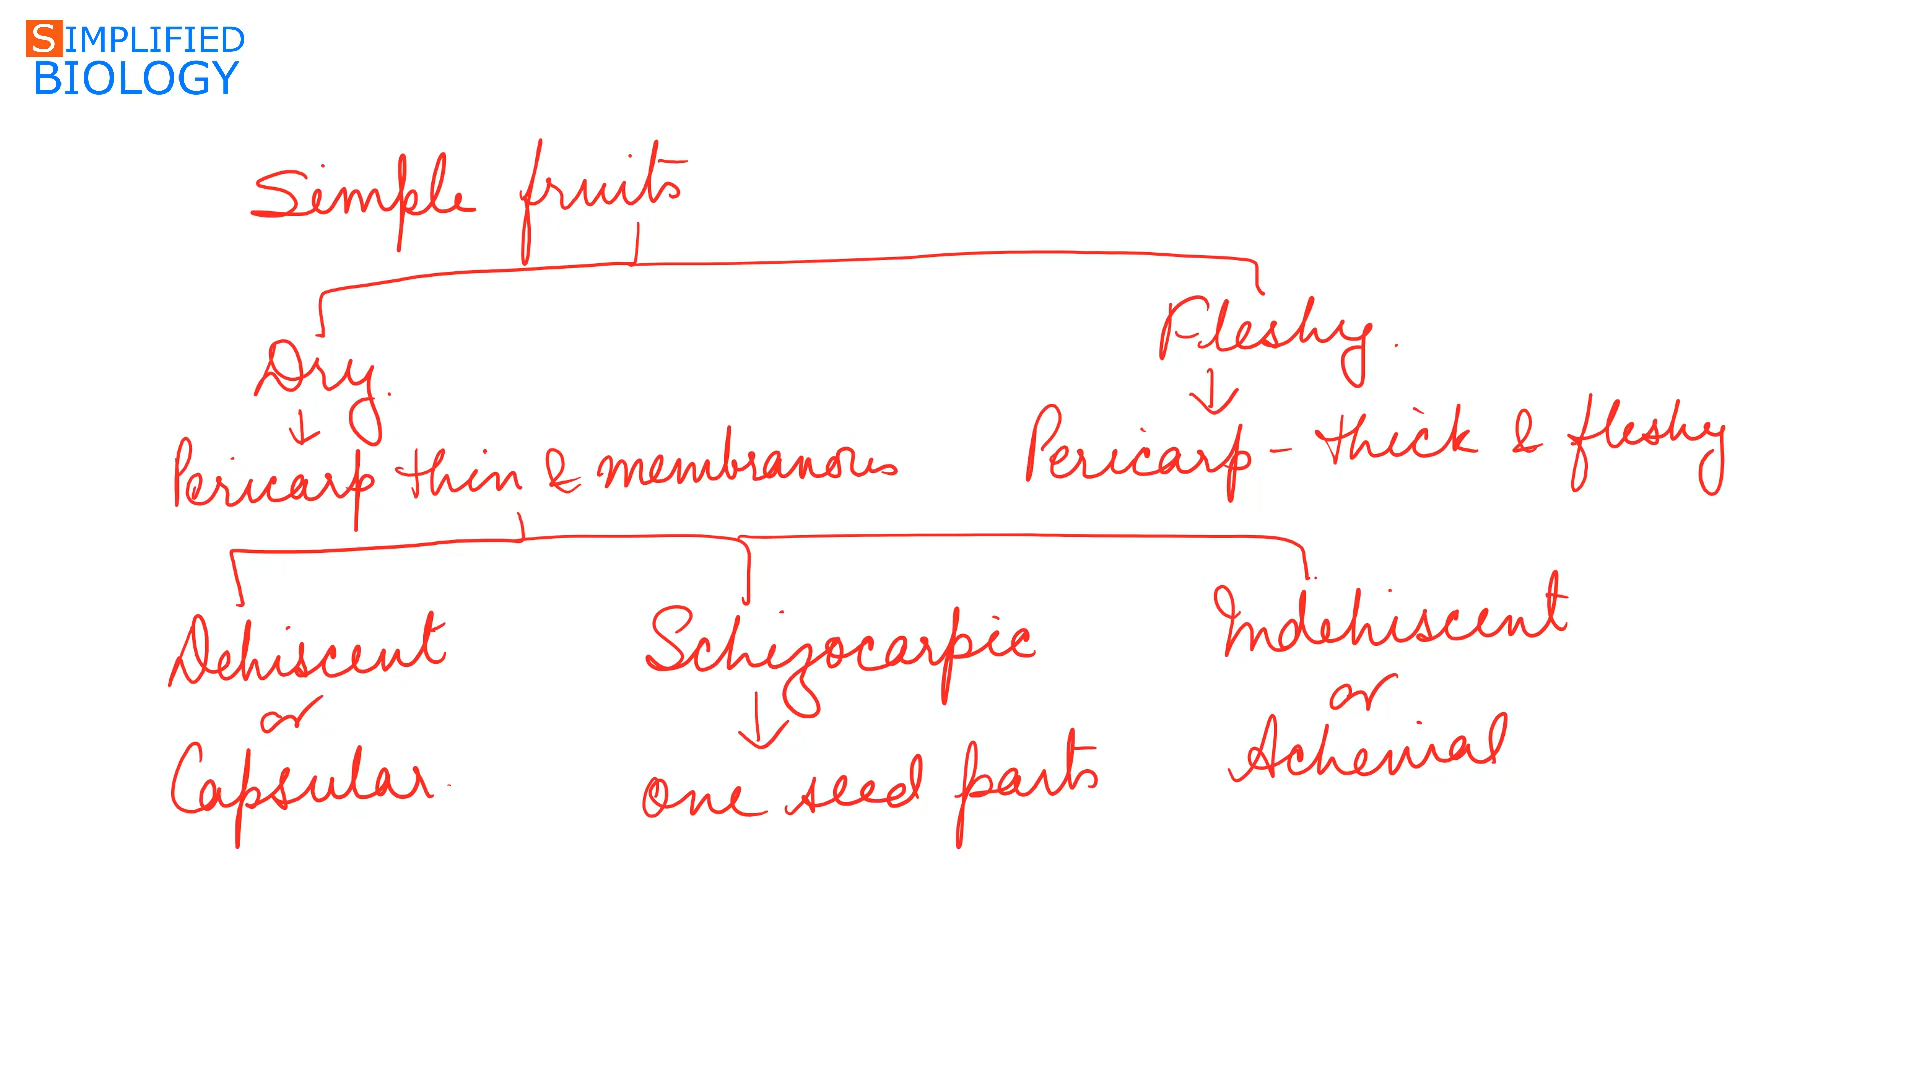 SIMPLIFIED
BIOLOGY
Simple fruits
Dry.
Fleshy.
Pericarp thin & membranous
Pericarp - thick & fleshy
Dehiscent
or
Capsular.
Schizocarpic
one seed parts
Indehiscent
or
Achenial